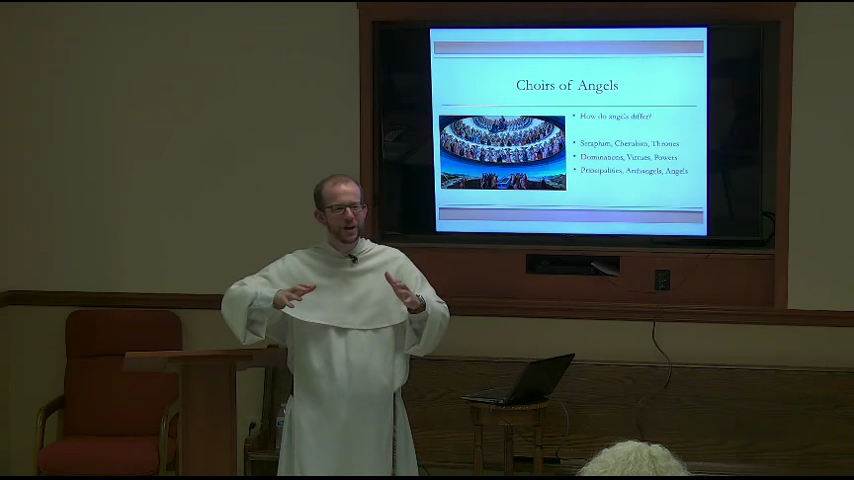 Choirs of Angels
• How do angels differ?
• Seraphim, Cherubim, Thrones
• Dominations, Virtues, Powers
• Principalities, Archangels, Angels